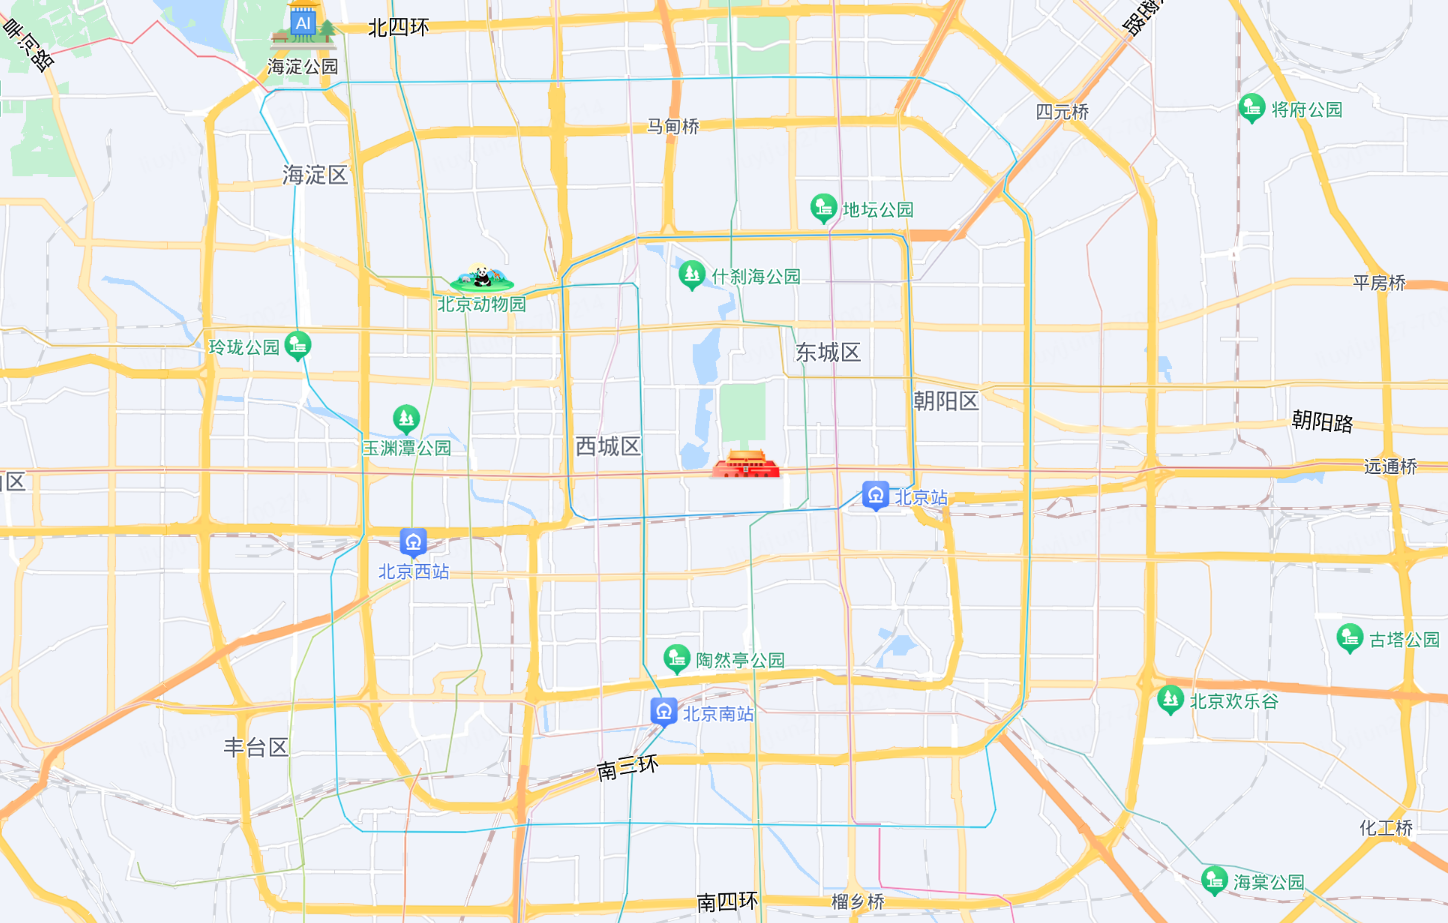 北四环
AI
海淀公园
马甸桥
四元桥
将府公园
海淀区
地坛公园
什刹海公园
平房桥
北京动物园
玲珑公园
东城区
朝阳区
朝阳路
玉渊潭公园
西城区
远通桥
区
北京站
北京西站
古塔公园
陶然亭公园
北京欢乐谷
北京南站
丰台区
南三环
化工桥
海棠公园
南四环
榴乡桥